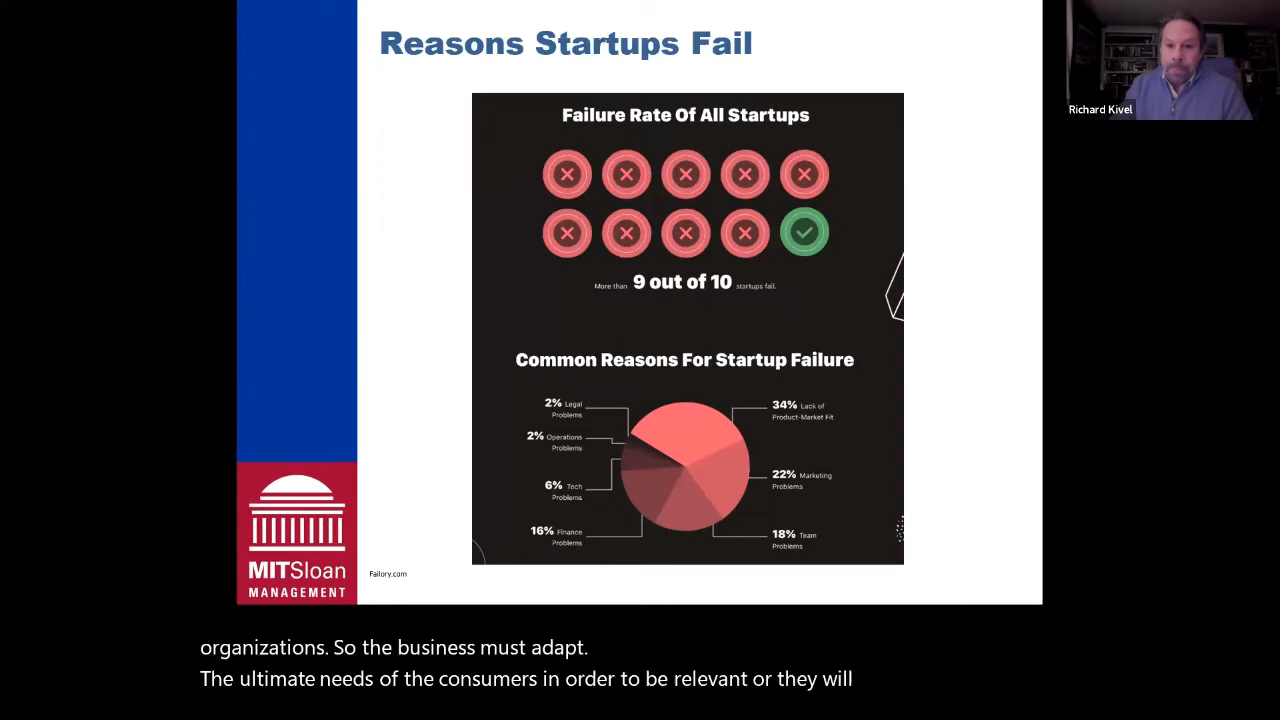 Reasons Startups Fail
Richard Kivel
Failure Rate Of All Startups
More than 9 out of 10 startups fail.
Common Reasons For Startup Failure
2% Legal
Problems
2% Operations
Problems
6% Tech
Problems
16% Finance
Problems
34% Lack of
Product-Market Fit
22% Marketing
Problems
18% Team
Problems
MITSloan
MANAGEMENT
Failory.com
organizations. So the business must adapt.
The ultimate needs of the consumers in order to be relevant or they will